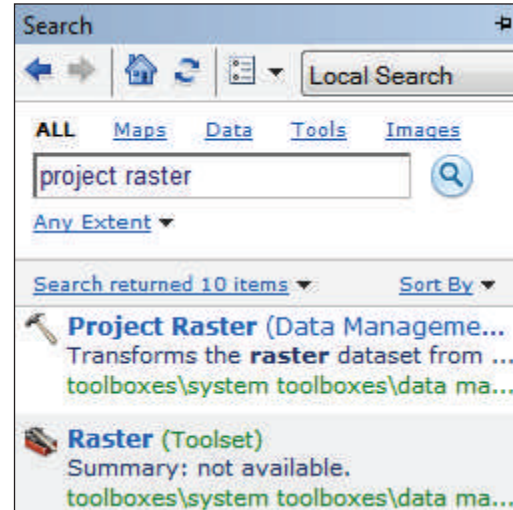 Search
Local Search
ALL Maps Data Tools Images
project raster
Any Extent
Search returned 10 items Sort By
Project Raster (Data Manageme...
Transforms the raster dataset from ...
toolboxes\system toolboxes\data ma...
Raster (Toolset)
Summary: not available.
toolboxes\system toolboxes\data ma...